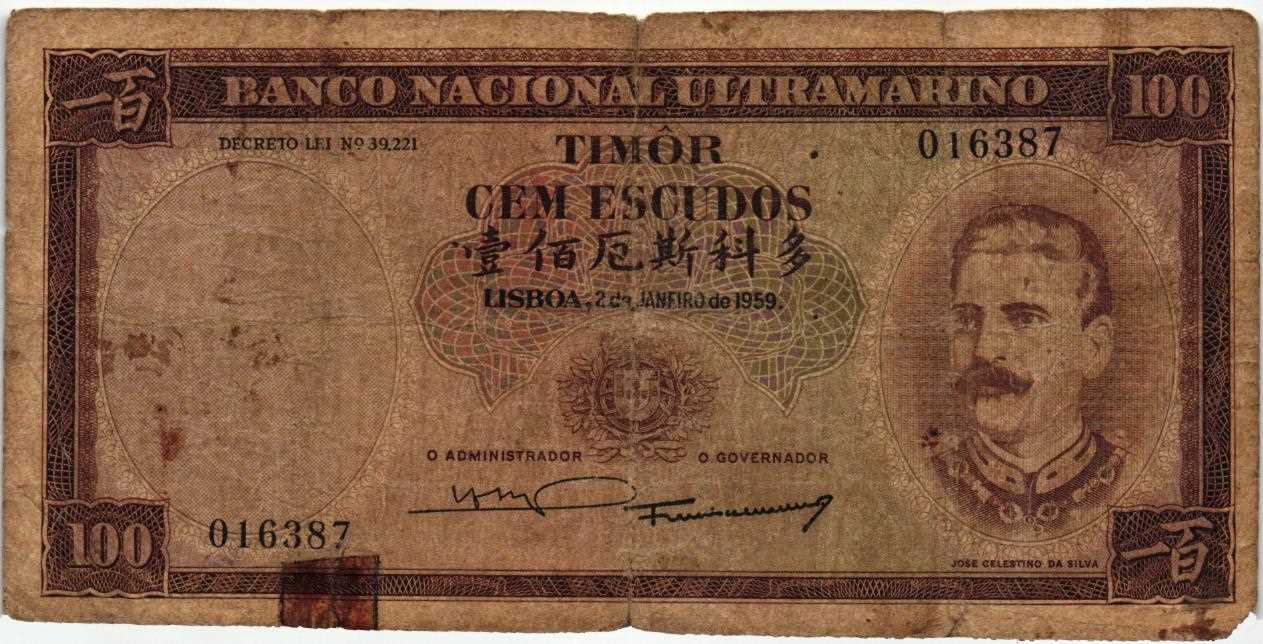 一百
BANCO NACIONAL ULTRAMARINO
100
DECRETO LEI Nº 39,221
TIMÔR
016387
CEM ESCUDOS
壹佰厄斯科多
LISBOA, 2 de JANEIRO de 1959.
O ADMINISTRADOR
O GOVERNADOR
100
016387
JOSE CELESTINO DA SILVA
一百